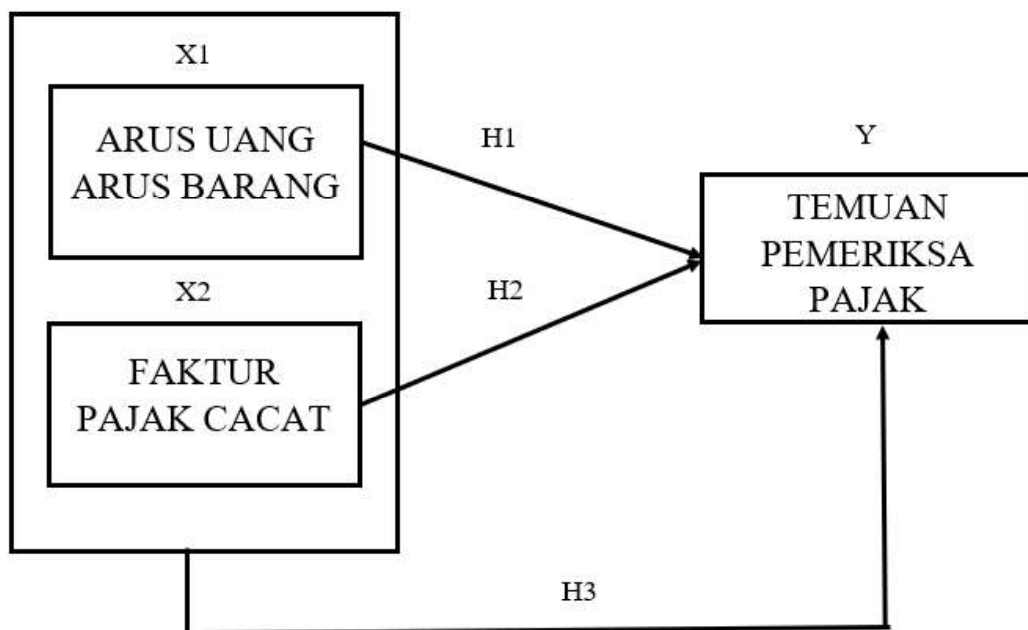 X1
ARUS UANG
ARUS BARANG
H1
Y
TEMUAN
PEMERIKSA
PAJAK
X2
H2
FAKTUR
PAJAK CACAT
H3